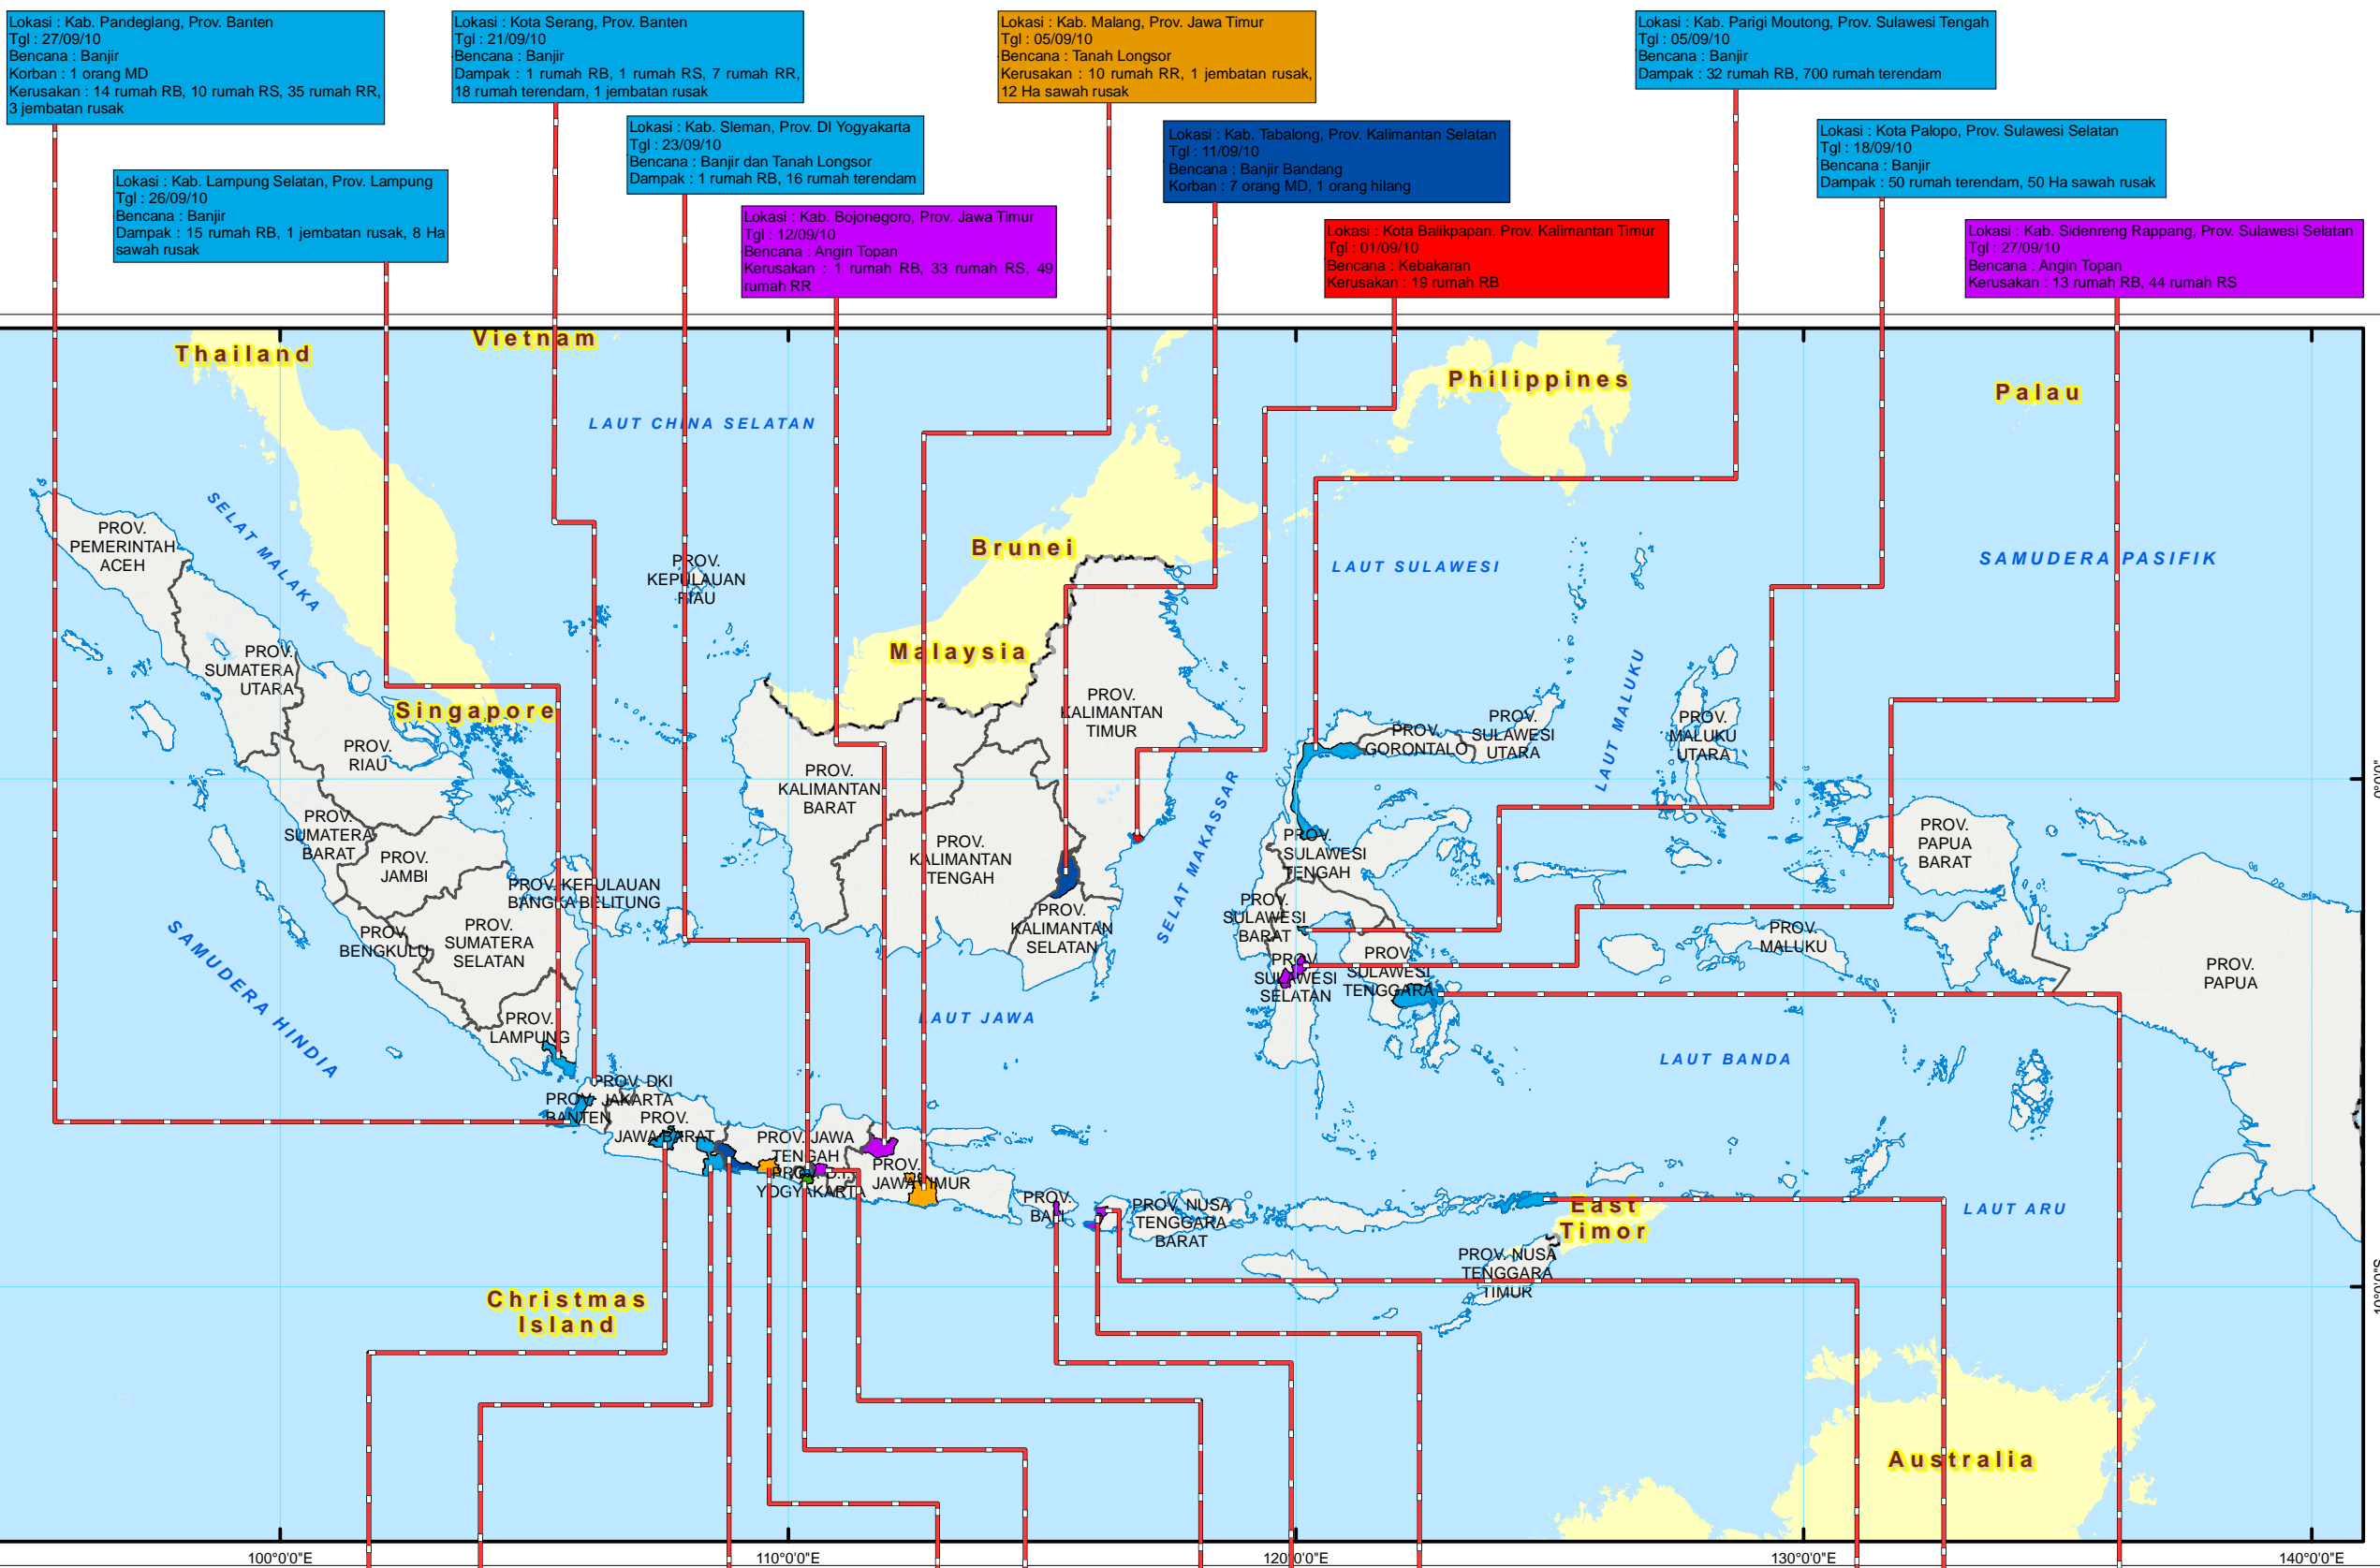 Lokasi : Kab. Pandeglang, Prov. Banten
Tgl : 27/09/10
Bencana : Banjir
Korban : 1 orang MD
Kerusakan : 14 rumah RB, 10 rumah RS, 35 rumah RR,
3 jembatan rusak
Lokasi : Kota Serang, Prov. Banten
Tgl : 21/09/10
Bencana : Banjir
Dampak : 1 rumah RB, 1 rumah RS, 7 rumah RR,
18 rumah terendam, 1 jembatan rusak
Lokasi : Kab. Malang, Prov. Jawa Timur
Tgl : 05/09/10
Bencana : Tanah Longsor
Kerusakan : 10 rumah RR, 1 jembatan rusak,
12 Ha sawah rusak
Lokasi : Kab. Parigi Moutong, Prov. Sulawesi Tengah
Tgl : 05/09/10
Bencana : Banjir
Dampak : 32 rumah RB, 700 rumah terendam
Lokasi : Kab. Lampung Selatan, Prov. Lampung
Tgl : 26/09/10
Bencana : Banjir
Dampak : 15 rumah RB, 1 jembatan rusak, 8 Ha
sawah rusak
Lokasi : Kab. Sleman, Prov. DI Yogyakarta
Tgl : 23/09/10
Bencana : Banjir dan Tanah Longsor
Dampak : 1 rumah RB, 16 rumah terendam
Lokasi : Kab. Tabalong, Prov. Kalimantan Selatan
Tgl : 11/09/10
Bencana : Banjir Bandang
Korban : 7 orang MD, 1 orang hilang
Lokasi : Kota Palopo, Prov. Sulawesi Selatan
Tgl : 18/09/10
Bencana : Banjir
Dampak : 50 rumah terendam, 50 Ha sawah rusak
Lokasi : Kab. Bojonegoro, Prov. Jawa Timur
Tgl : 12/09/10
Bencana : Angin Topan
Kerusakan : 1 rumah RB, 33 rumah RS, 49
rumah RR
Lokasi : Kota Balikpapan, Prov. Kalimantan Timur
Tgl : 01/09/10
Bencana : Kebakaran
Kerusakan : 19 rumah RB
Lokasi : Kab. Sidenreng Rappang, Prov. Sulawesi Selatan
Tgl : 27/09/10
Bencana : Angin Topan
Kerusakan : 13 rumah RB, 44 rumah RS
Thailand
Vietnam
Philippines
Palau
LAUT CHINA SELATAN
SELAT MALAKA
PROV.
PEMERINTAH
ACEH
Brunei
LAUT SULAWESI
SAMUDERA PASIFIK
PROV.
KEPULAUAN
RIAU
Malaysia
PROV.
SUMATERA
UTARA
Singapore
PROV.
RIAU
PROV.
KALIMANTAN
TIMUR
LAUT MALUKU
PROV.
GORONTALO
PROV.
SULAWESI
UTARA
PROV.
MALUKU
UTARA
PROV.
KALIMANTAN
BARAT
SELAT MAKASSAR
0°0'0"
PROV.
SUMATERA
BARAT
PROV.
JAMBI
PROV.
KALIMANTAN
TENGAH
PROV.
SULAWESI
TENGAH
PROV.
PAPUA
BARAT
PROV. KEPULAUAN
BANGKA BELITUNG
PROV.
BENGKULU
PROV.
SUMATERA
SELATAN
PROV.
KALIMANTAN
SELATAN
PROV.
SULAWESI
BARAT
PROV.
SULAWESI
SELATAN
PROV.
SULAWESI
TENGGARA
PROV.
MALUKU
PROV.
PAPUA
SAMUDERA HINDIA
PROV.
LAMPUNG
LAUT JAWA
LAUT BANDA
PROV. DKI
JAKARTA
PROV.
BANTEN
PROV.
JAWA BARAT
PROV. JAWA
TENGAH
PROV. D.I.
YOGYAKARTA
PROV.
JAWA TIMUR
PROV.
BALI
PROV. NUSA
TENGGARA
BARAT
East
Timor
LAUT ARU
PROV. NUSA
TENGGARA
TIMUR
10°0'0"S
Christmas
Island
Australia
100°0'0"E
110°0'0"E
120°0'0"E
130°0'0"E
140°0'0"E